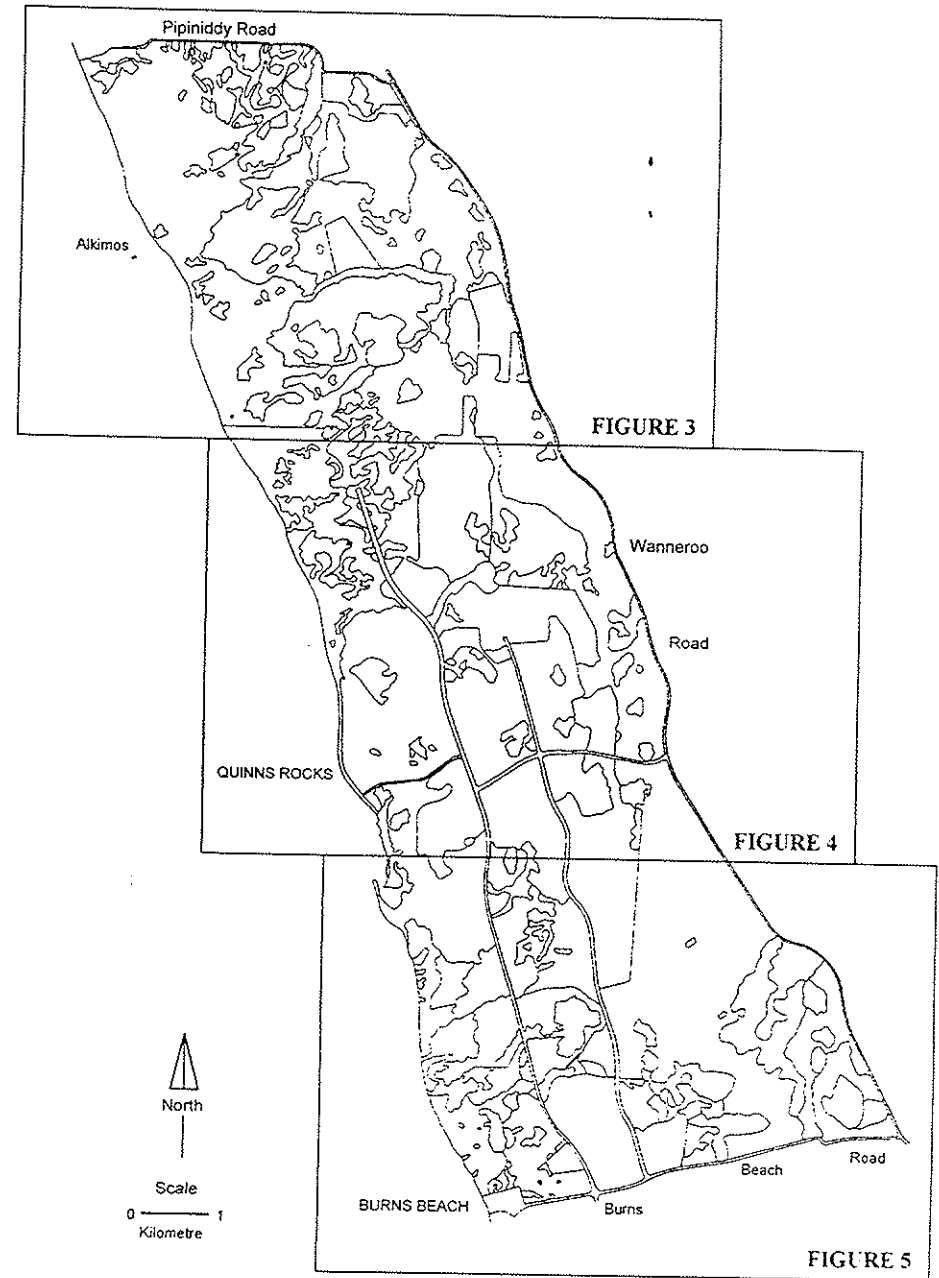 Pipiniddy Road
Alkimos
FIGURE 3
Wanneroo
Road
QUINNS ROCKS
FIGURE 4
North
Scale
0 1
Kilometre
BURNS BEACH
Burns
Beach
Road
FIGURE 5